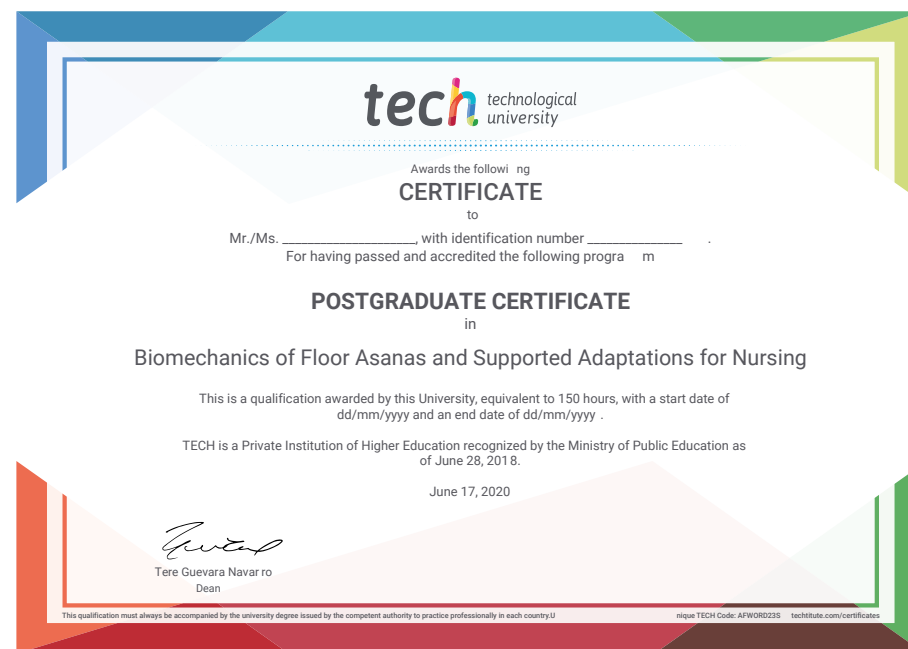 tech technological
university
Awards the followi ng
CERTIFICATE
to
Mr./Ms. ____________________, with identification number ______________ .
For having passed and accredited the following progra m
POSTGRADUATE CERTIFICATE
in
Biomechanics of Floor Asanas and Supported Adaptations for Nursing
This is a qualification awarded by this University, equivalent to 150 hours, with a start date of
dd/mm/yyyy and an end date of dd/mm/yyyy .
TECH is a Private Institution of Higher Education recognized by the Ministry of Public Education as
of June 28, 2018.
June 17, 2020
Tere Guevara Navar ro
Dean
This qualification must always be accompanied by the university degree issued by the competent authority to practice professionally in each country.U nique TECH Code: AFWORD23S techtitute.com/certificates